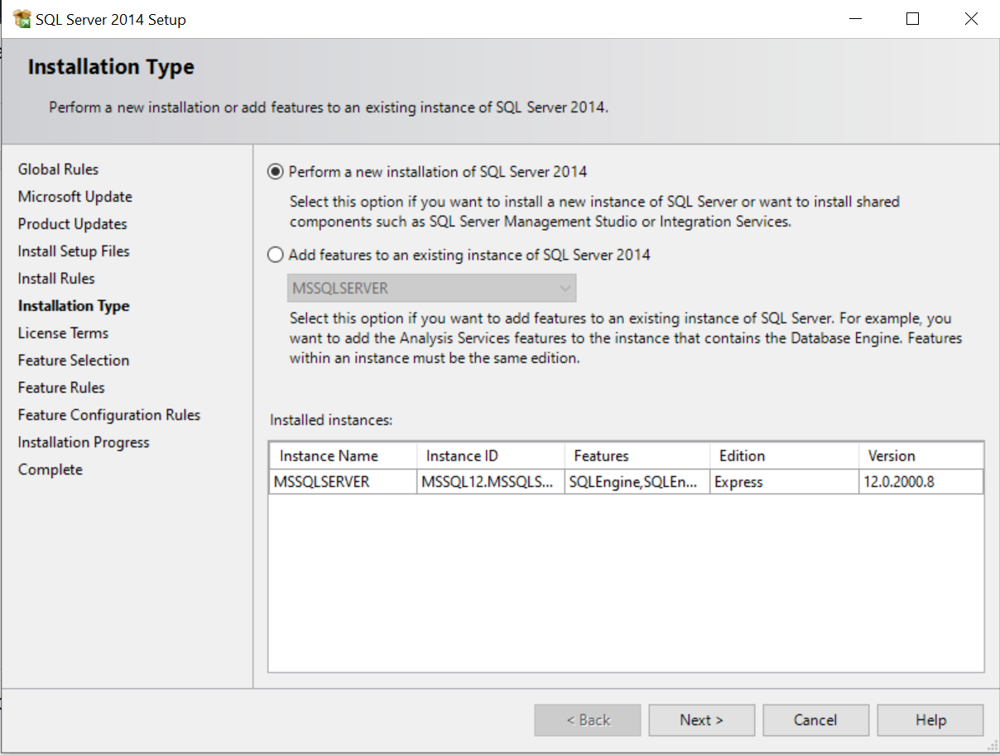 SQL Server 2014 Setup
Installation Type
Perform a new installation or add features to an existing instance of SQL Server 2014.
Global Rules
Microsoft Update
Product Updates
Install Setup Files
Install Rules
Installation Type
License Terms
Feature Selection
Feature Rules
Feature Configuration Rules
Installation Progress
Complete
Perform a new installation of SQL Server 2014
Select this option if you want to install a new instance of SQL Server or want to install shared
components such as SQL Server Management Studio or Integration Services.
Add features to an existing instance of SQL Server 2014
MSSQLSERVER
Select this option if you want to add features to an existing instance of SQL Server. For example, you
want to add the Analysis Services features to the instance that contains the Database Engine. Features
within an instance must be the same edition.
Installed instances:
Instance Name Instance ID Features Edition Version
MSSQLSERVER MSSQL12.MSSQLS... SQLEngine,SQLEn... Express 12.0.2000.8
< Back Next > Cancel Help